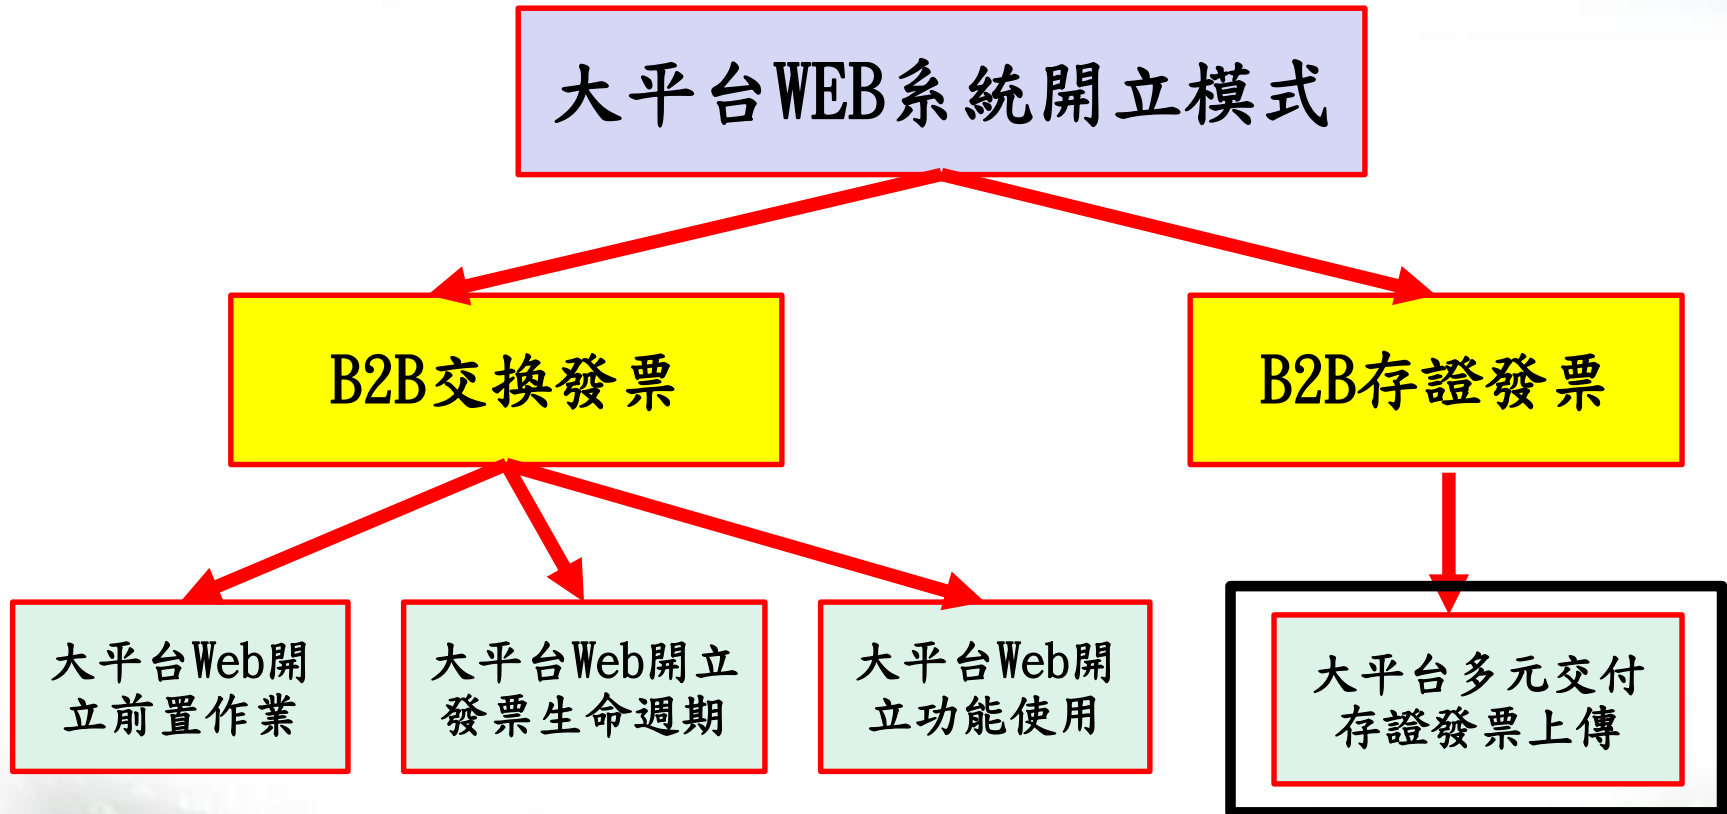 大平台WEB系統開立模式
B2B交換發票
B2B存證發票
大平台Web開
立前置作業
大平台Web開立
發票生命週期
大平台Web開
立功能使用
大平台多元交付
存證發票上傳